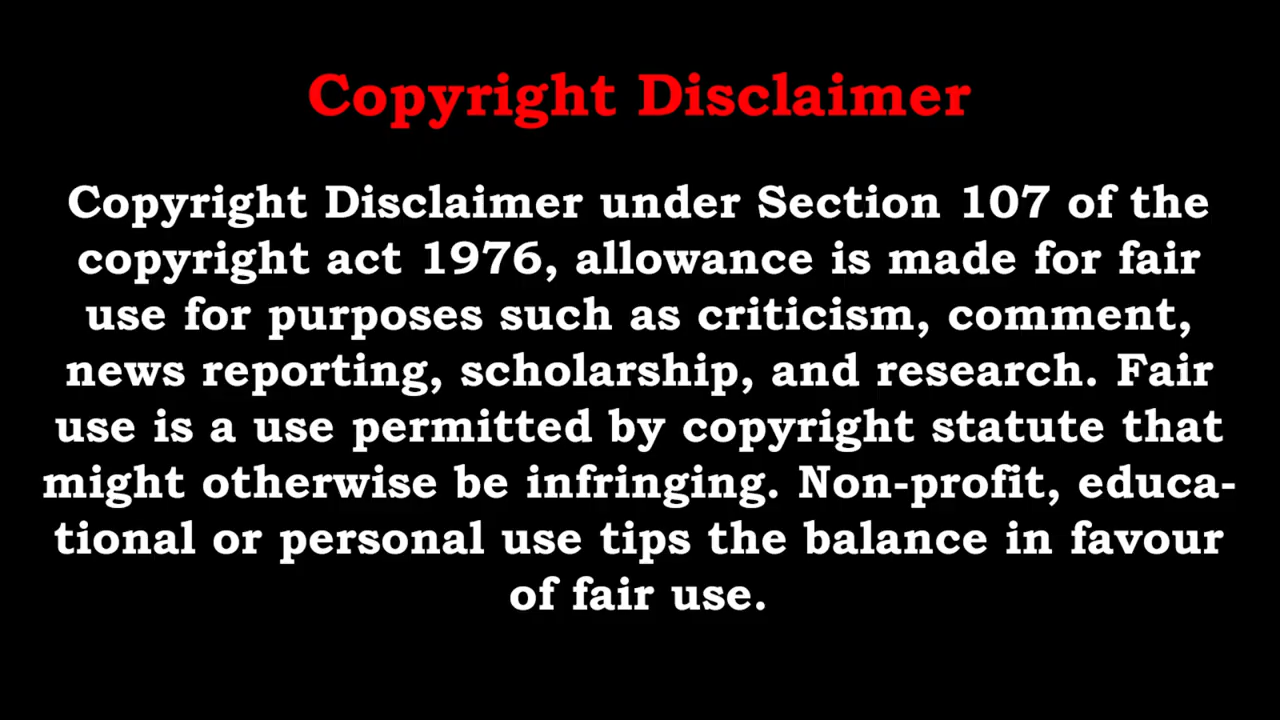 Copyright Disclaimer
Copyright Disclaimer under Section 107 of the
copyright act 1976, allowance is made for fair
use for purposes such as criticism, comment,
news reporting, scholarship, and research. Fair
use is a use permitted by copyright statute that
might otherwise be infringing. Non-profit, educa-
tional or personal use tips the balance in favour
of fair use.